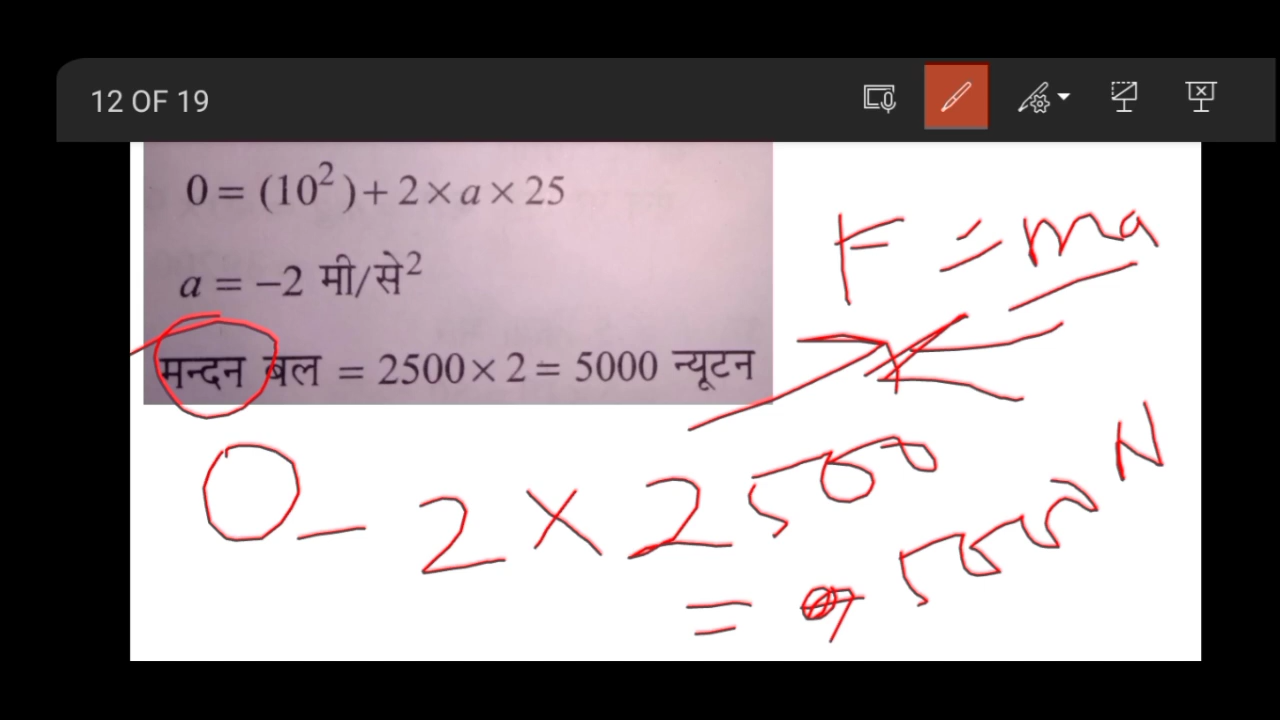 12 OF 19
0 = (10²) + 2 × a × 25
a = −2 मी/से²
मन्दन बल = 2500 × 2 = 5000 न्यूटन
F = ma
− 2 × 2500
= 5000 N